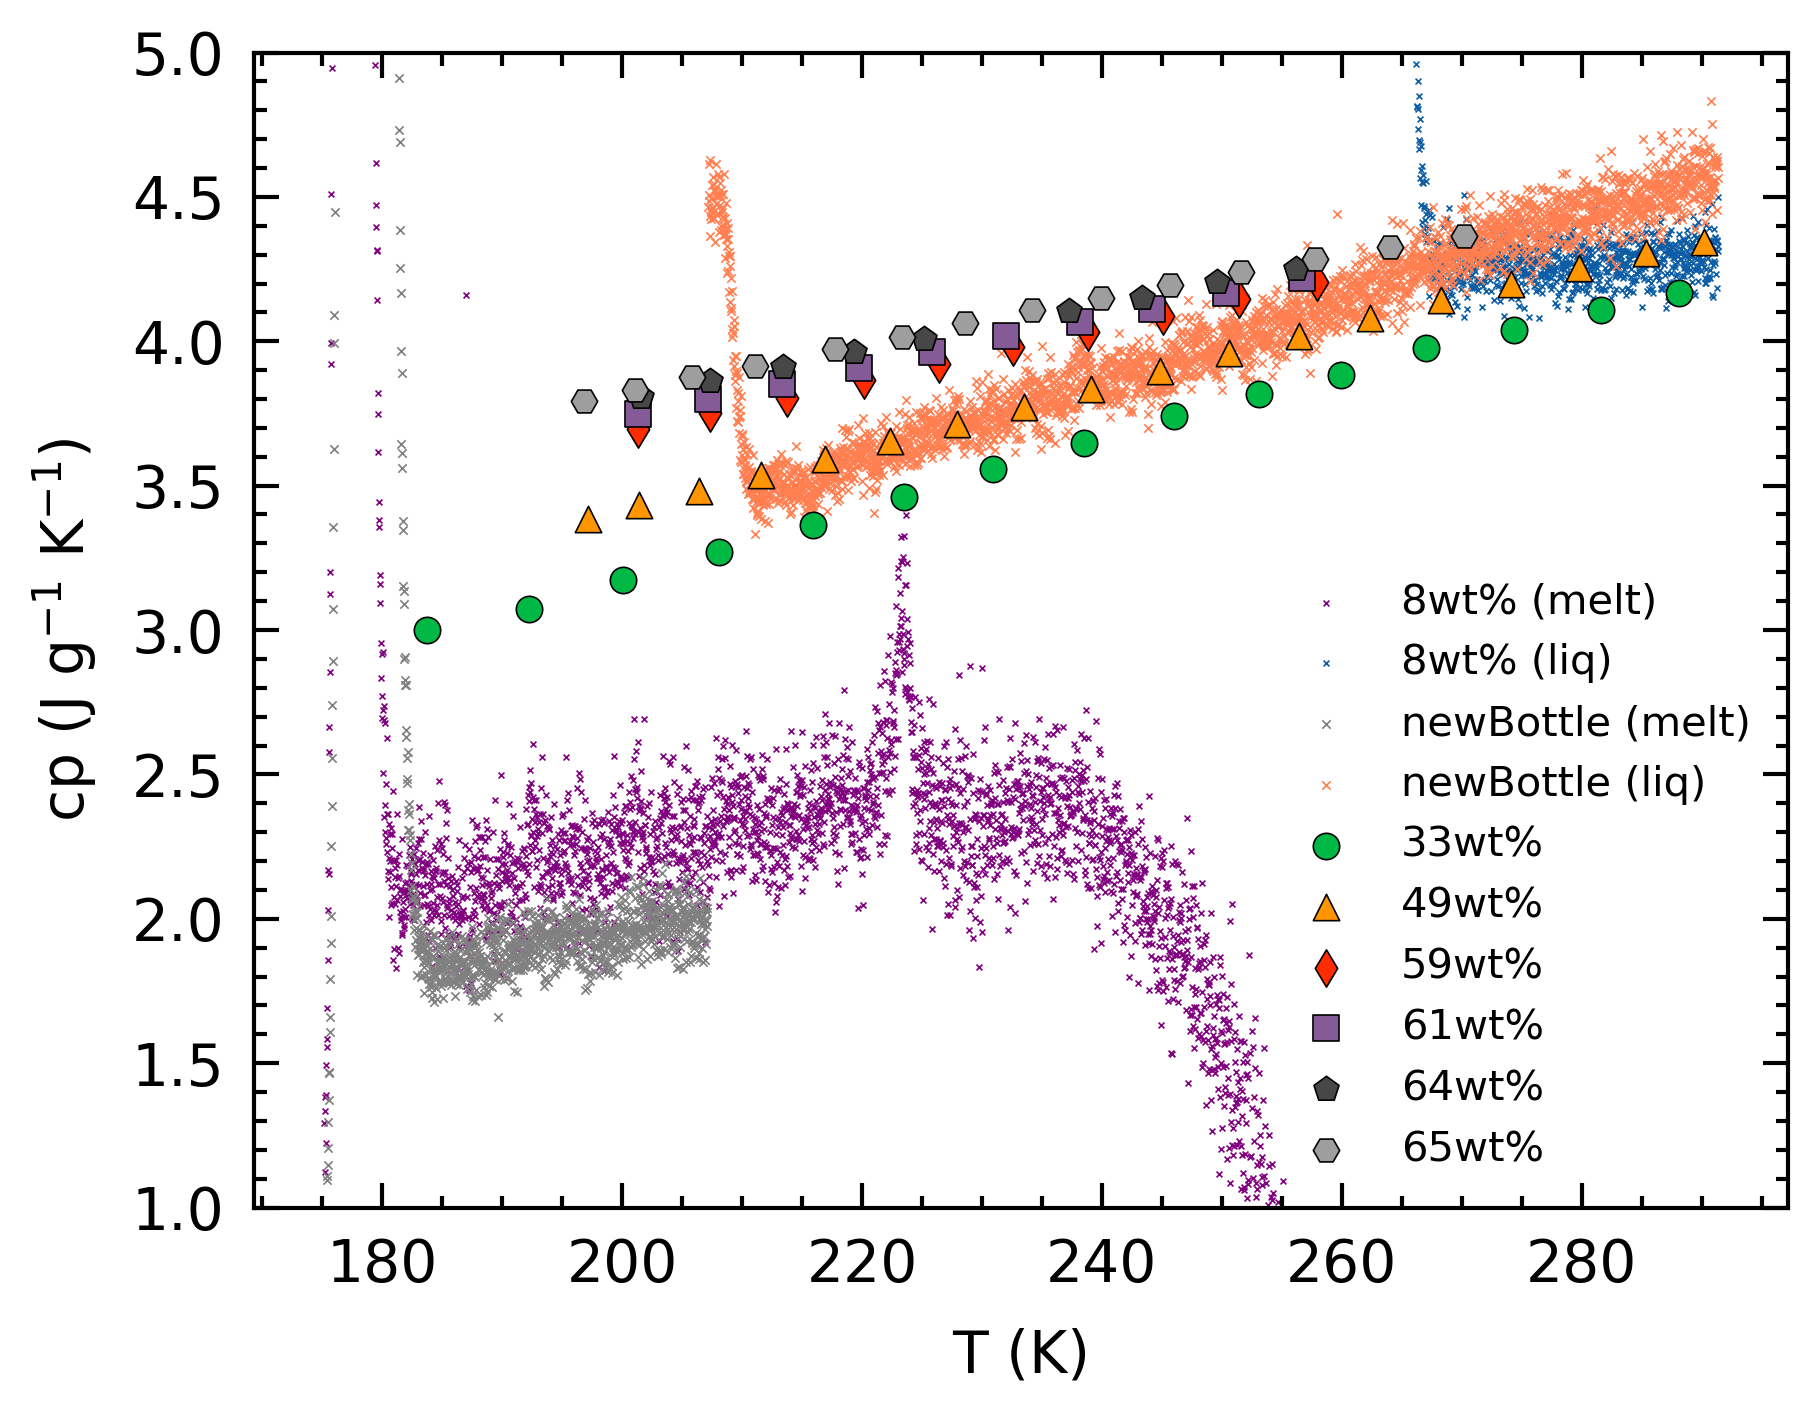 5.0
4.5
4.0
3.5
3.0
2.5
2.0
1.5
1.0
cp (J g⁻¹ K⁻¹)
8wt% (melt)
8wt% (liq)
newBottle (melt)
newBottle (liq)
33wt%
49wt%
59wt%
61wt%
64wt%
65wt%
180 200 220 240 260 280
T (K)